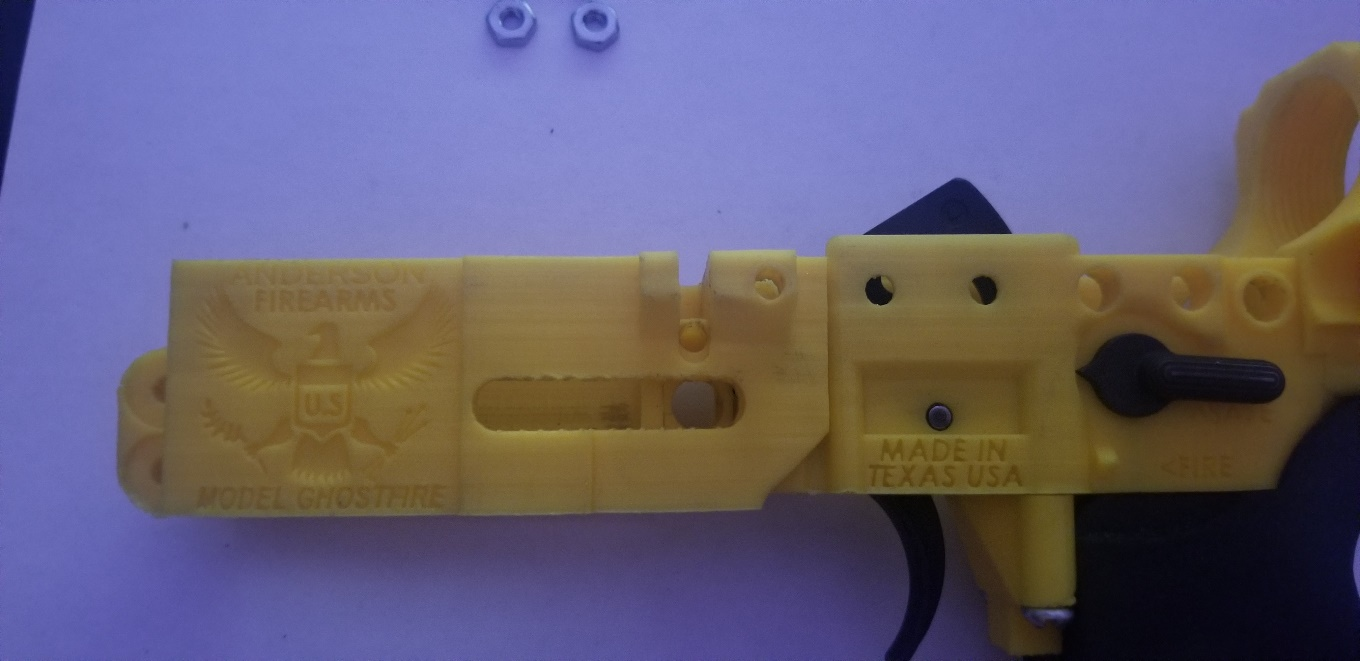 ANDERSON
FIREARMS
U.S
MODEL GHOSTFIRE
MADE IN
TEXAS USA
<FIRE